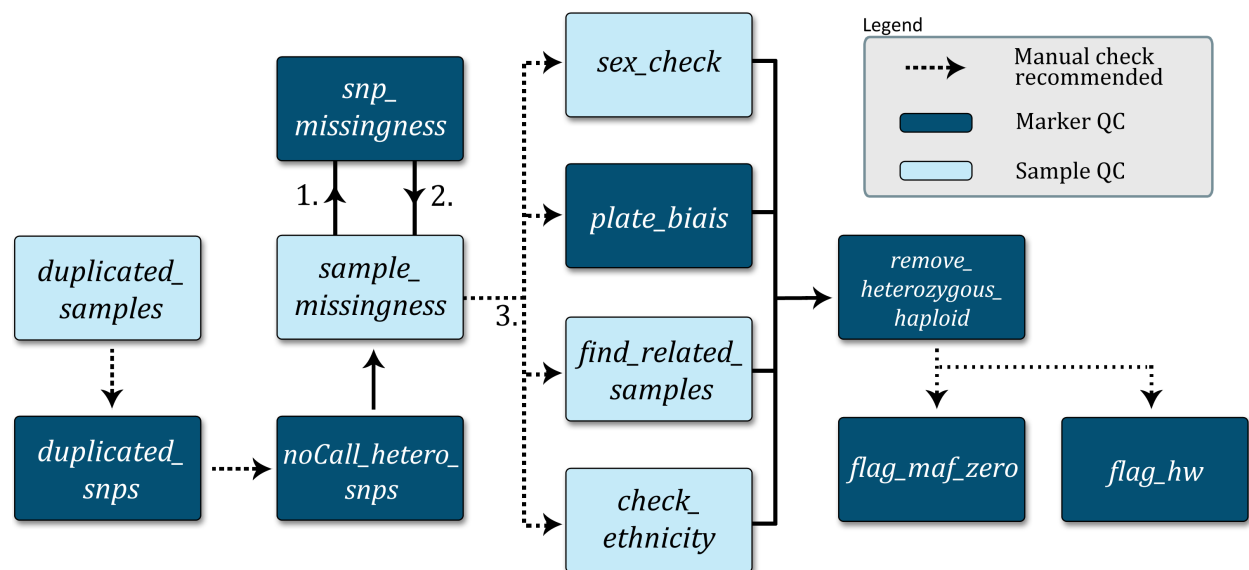 Legend
Manual check
recommended
Marker QC
Sample QC
duplicated_
samples
duplicated_
snps
noCall_hetero_
snps
sample_
missingness
1.
2.
snp_
missingness
3.
sex_check
plate_biais
find_related_
samples
check_
ethnicity
remove_
heterozygous_
haploid
flag_maf_zero
flag_hw